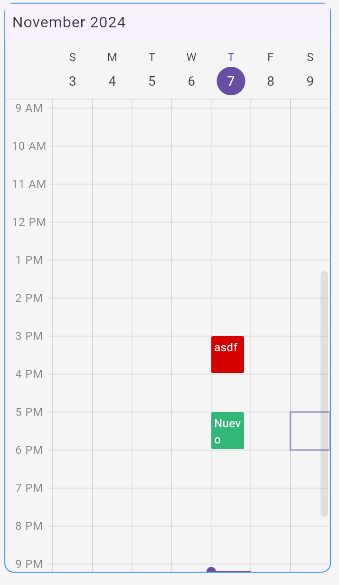 November 2024
S M T W T F S
3 4 5 6 7 8 9
9 AM
10 AM
11 AM
12 PM
1 PM
2 PM
3 PM
asdf
4 PM
5 PM
Nuev
o
6 PM
7 PM
8 PM
9 PM